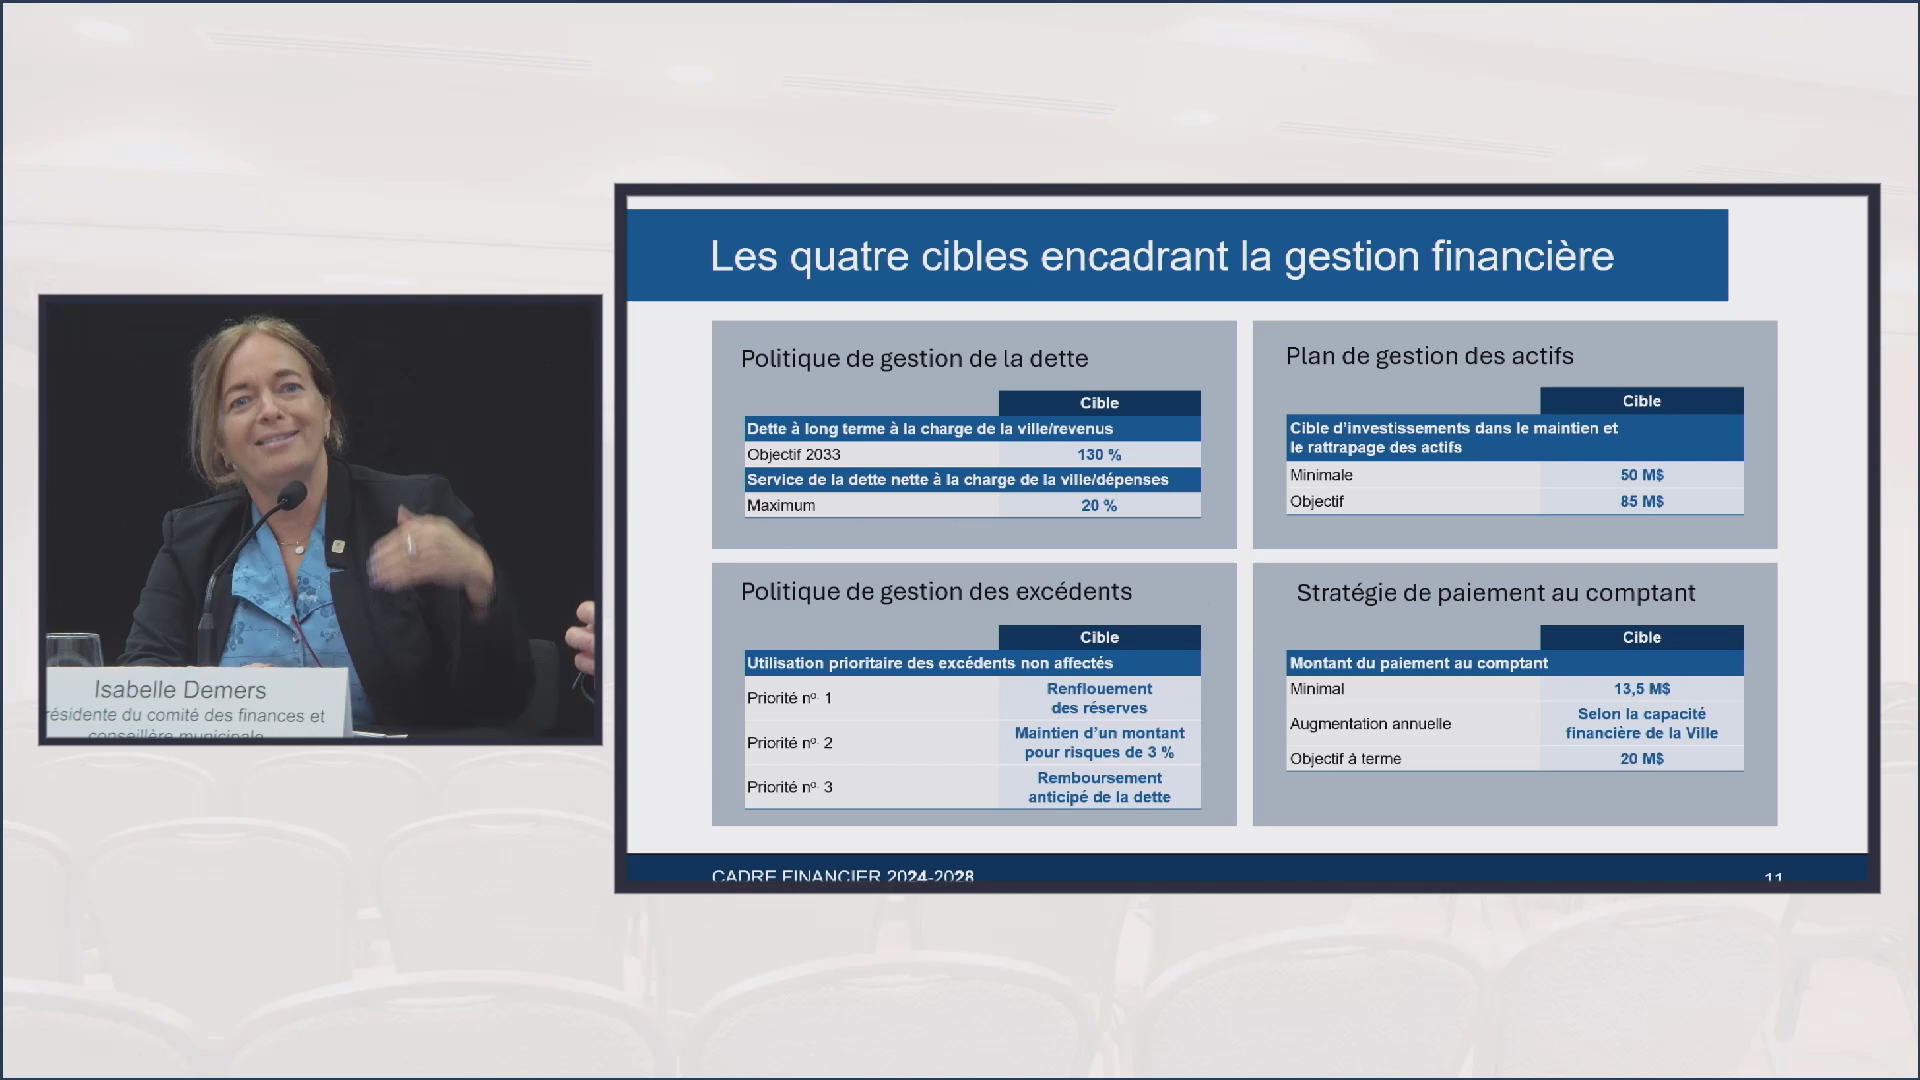 Isabelle Demers
résidente du comité des finances et
conseillère municipale
Les quatre cibles encadrant la gestion financière
Politique de gestion de la dette
Cible
Dette à long terme à la charge de la ville/revenus
Objectif 2033 130 %
Service de la dette nette à la charge de la ville/dépenses
Maximum 20 %
Plan de gestion des actifs
Cible
Cible d’investissements dans le maintien et
le rattrapage des actifs
Minimale 50 M$
Objectif 85 M$
Politique de gestion des excédents
Cible
Utilisation prioritaire des excédents non affectés
Priorité nº 1 Renflouement
des réserves
Priorité nº 2 Maintien d’un montant
pour risques de 3 %
Priorité nº 3 Remboursement
anticipé de la dette
Stratégie de paiement au comptant
Cible
Montant du paiement au comptant
Minimal 13,5 M$
Augmentation annuelle Selon la capacité
financière de la Ville
Objectif à terme 20 M$
CADRE FINANCIER 2024-2028 11